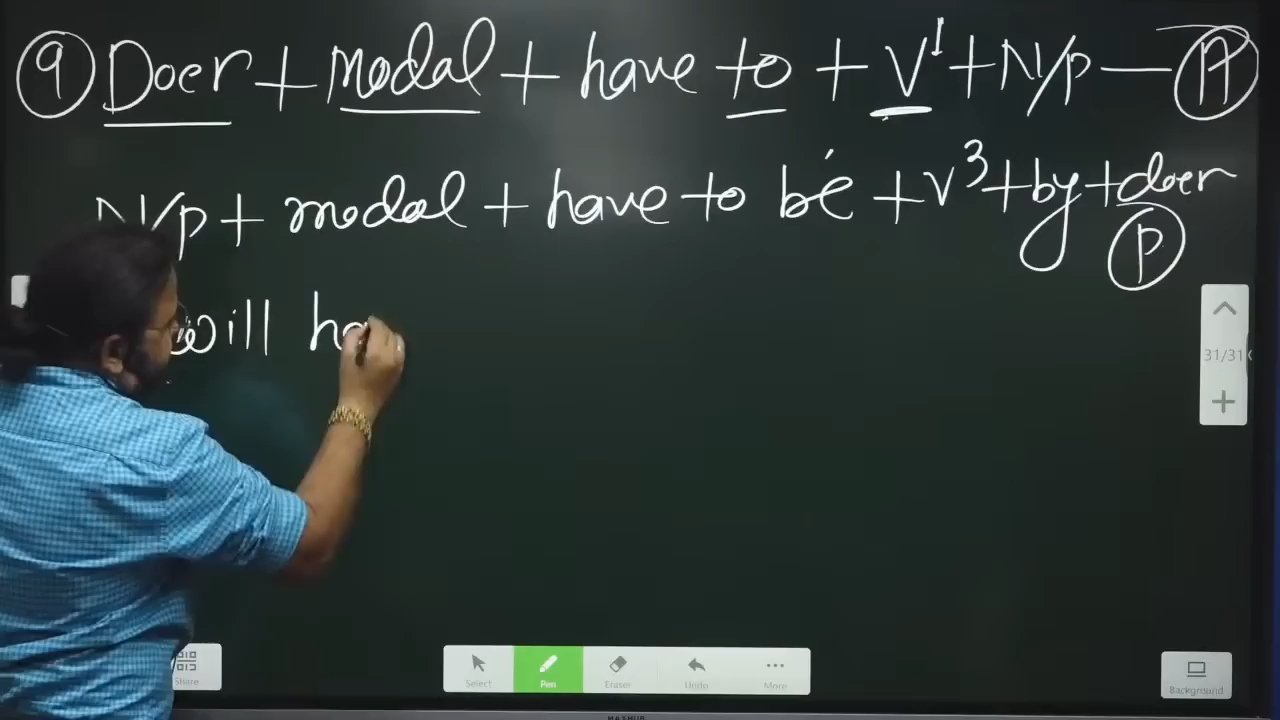 9 Doer + modal + have to + V¹ + N/p — A
N/p + modal + have to be + V³ + by + doer
P
will ha
31/31
Share
Select Pen Eraser Undo More
Background